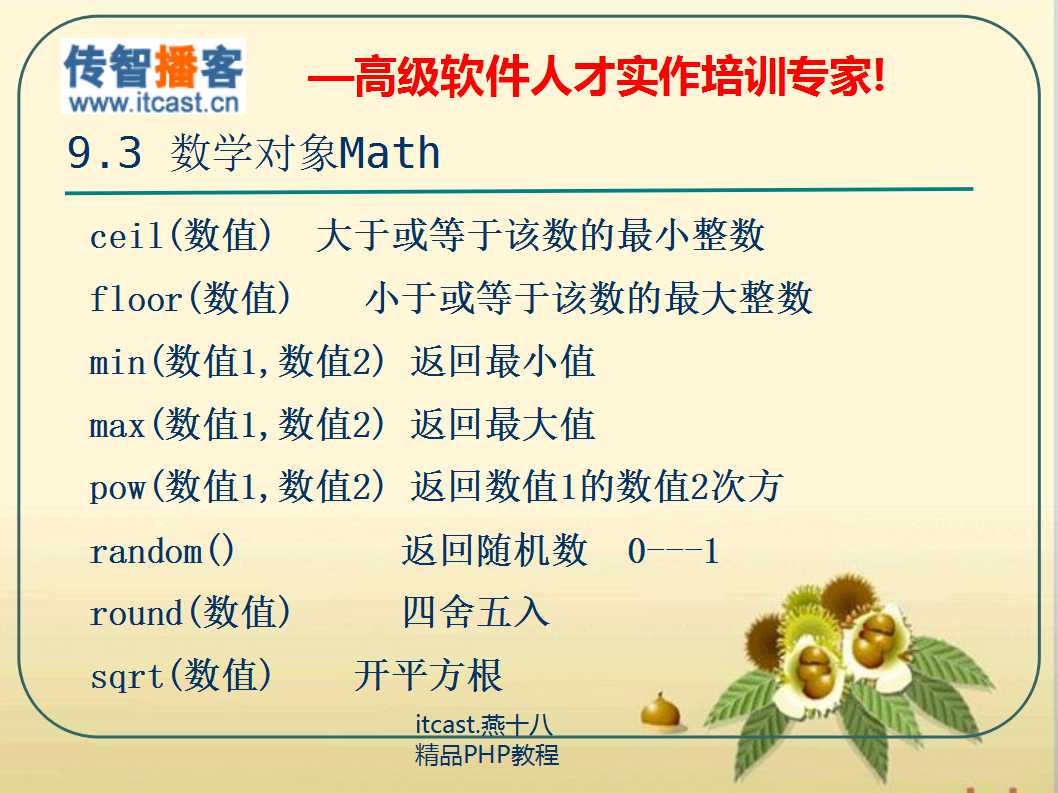 传智播客
www.itcast.cn
—高级软件人才实作培训专家!
9.3 数学对象Math
ceil(数值) 大于或等于该数的最小整数
floor(数值) 小于或等于该数的最大整数
min(数值1,数值2) 返回最小值
max(数值1,数值2) 返回最大值
pow(数值1,数值2) 返回数值1的数值2次方
random() 返回随机数 0---1
round(数值) 四舍五入
sqrt(数值) 开平方根
itcast.燕十八
精品PHP教程